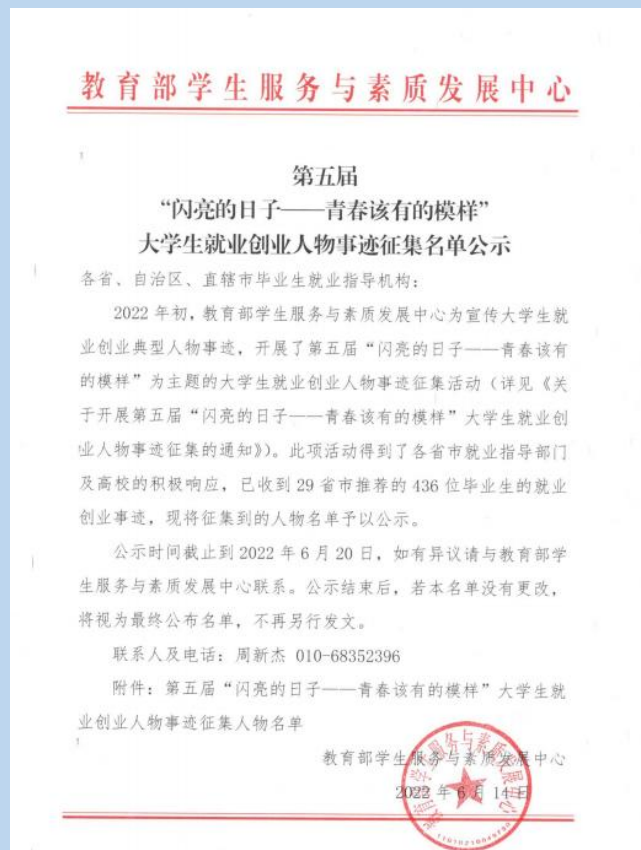 教育部学生服务与素质发展中心
第五届
“闪亮的日子——青春该有的模样”
大学生就业创业人物事迹征集名单公示
各省、自治区、直辖市毕业生就业指导机构：
2022 年初，教育部学生服务与素质发展中心为宣传大学生就
业创业典型人物事迹，开展了第五届“闪亮的日子——青春该有
的模样”为主题的大学生就业创业人物事迹征集活动（详见《关
于开展第五届“闪亮的日子——青春该有的模样”大学生就业创
业人物事迹征集的通知》）。此项活动得到了各省市就业指导部门
及高校的积极响应，已收到 29 省市推荐的 436 位毕业生的就业
创业事迹，现将征集到的人物名单予以公示。
公示时间截止到 2022 年 6 月 20 日，如有异议请与教育部学
生服务与素质发展中心联系。公示结束后，若本名单没有更改，
将视为最终公布名单，不再另行发文。
联系人及电话：周新杰 010-68352396
附件：第五届“闪亮的日子——青春该有的模样”大学生就
业创业人物事迹征集人物名单
教育部学生服务与素质发展中心
2022 年 6 月 14 日
教育部学生服务与素质发展中心